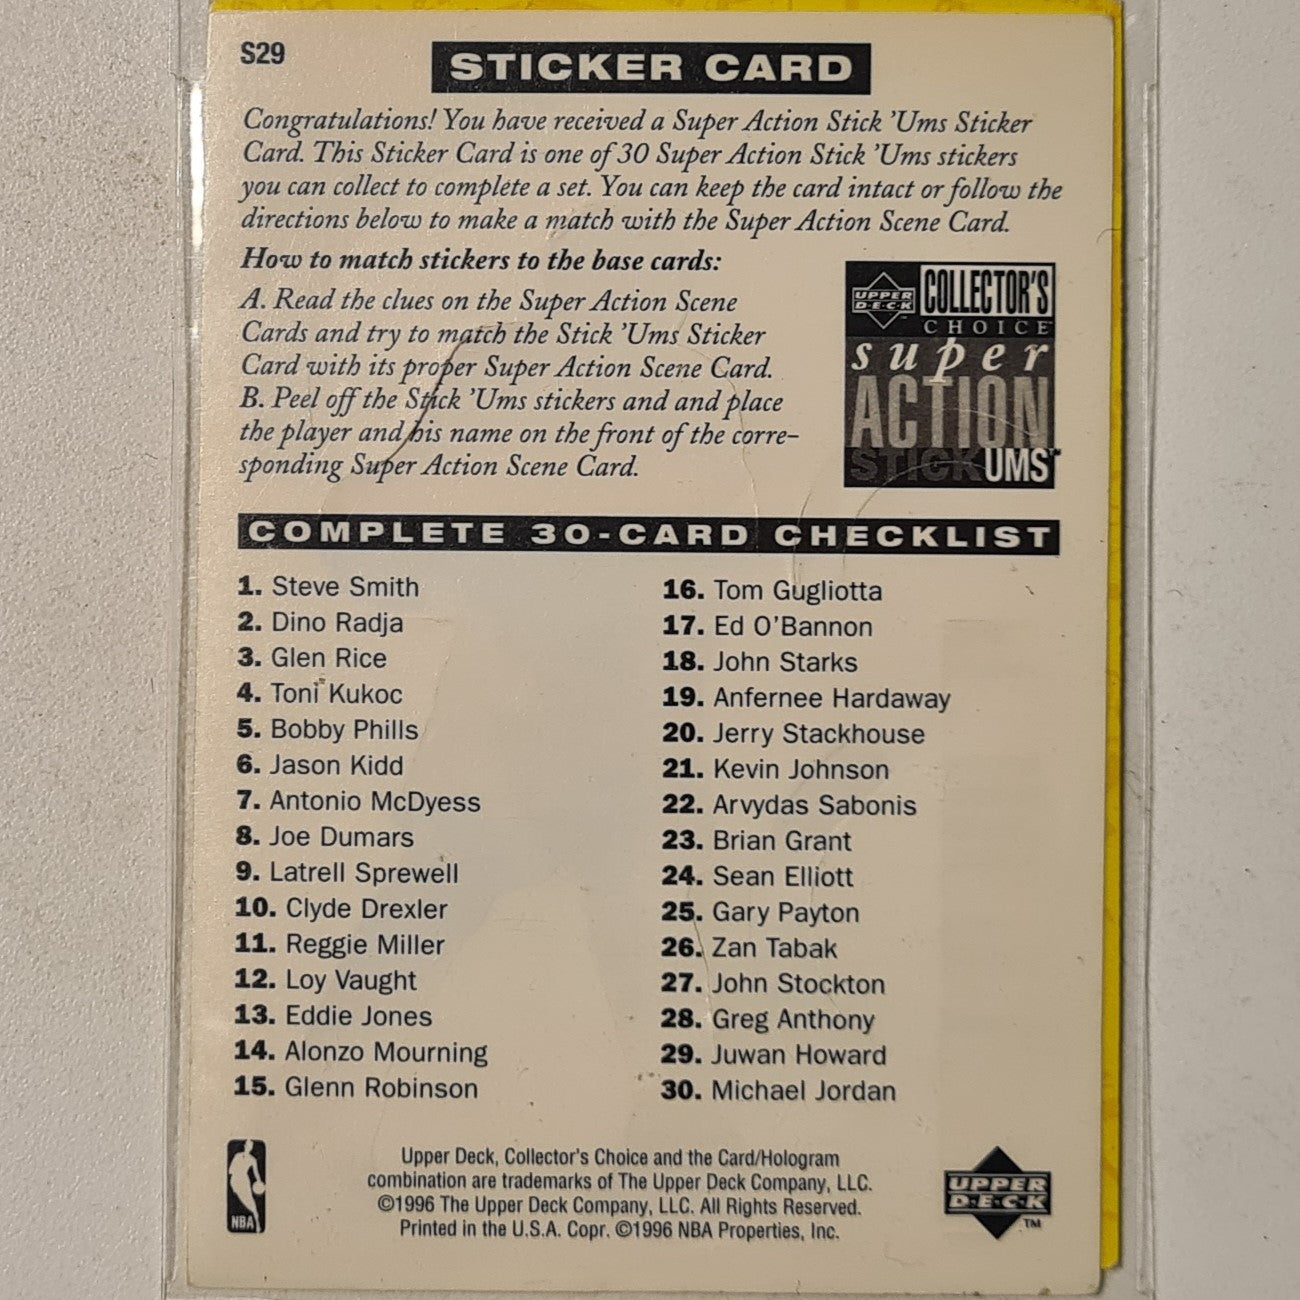 S29
STICKER CARD
Congratulations! You have received a Super Action Stick 'Ums Sticker
Card. This Sticker Card is one of 30 Super Action Stick 'Ums stickers
you can collect to complete a set. You can keep the card intact or follow the
directions below to make a match with the Super Action Scene Card.
How to match stickers to the base cards:
A. Read the clues on the Super Action Scene
Cards and try to match the Stick 'Ums Sticker
Card with its proper Super Action Scene Card.
B. Peel off the Stick 'Ums stickers and and place
the player and his name on the front of the corre-
sponding Super Action Scene Card.
UPPER
DECK
COLLECTOR'S
CHOICE
super
ACTION
STICK UMS™
COMPLETE 30-CARD CHECKLIST
1. Steve Smith
2. Dino Radja
3. Glen Rice
4. Toni Kukoc
5. Bobby Phills
6. Jason Kidd
7. Antonio McDyess
8. Joe Dumars
9. Latrell Sprewell
10. Clyde Drexler
11. Reggie Miller
12. Loy Vaught
13. Eddie Jones
14. Alonzo Mourning
15. Glenn Robinson
16. Tom Gugliotta
17. Ed O'Bannon
18. John Starks
19. Anfernee Hardaway
20. Jerry Stackhouse
21. Kevin Johnson
22. Arvydas Sabonis
23. Brian Grant
24. Sean Elliott
25. Gary Payton
26. Zan Tabak
27. John Stockton
28. Greg Anthony
29. Juwan Howard
30. Michael Jordan
NBA
Upper Deck, Collector's Choice and the Card/Hologram
combination are trademarks of The Upper Deck Company, LLC.
©1996 The Upper Deck Company, LLC. All Rights Reserved.
Printed in the U.S.A. Copr. ©1996 NBA Properties, Inc.
UPPER
DECK
TM